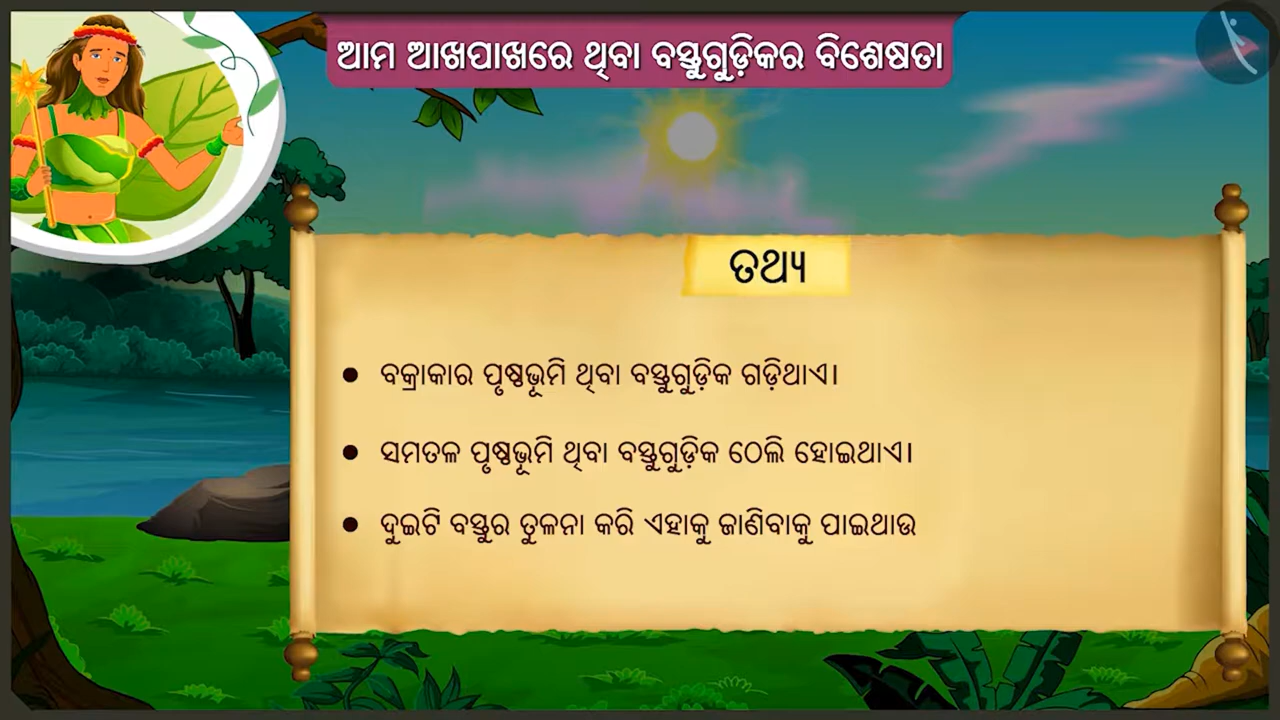 ଆମ ଆଖପାଖରେ ଥିବା ବସ୍ତୁଗୁଡ଼ିକର ବିଶେଷତା
ତଥ୍ୟ
• ବକ୍ରାକାର ପୃଷ୍ଠଭୂମି ଥିବା ବସ୍ତୁଗୁଡ଼ିକ ଗଡ଼ିଥାଏ।
• ସମତଳ ପୃଷ୍ଠଭୂମି ଥିବା ବସ୍ତୁଗୁଡ଼ିକ ଠେଲି ହୋଇଥାଏ।
• ଦୁଇଟି ବସ୍ତୁର ତୁଳନା କରି ଏହାକୁ ଜାଣିବାକୁ ପାଇଥାଉ